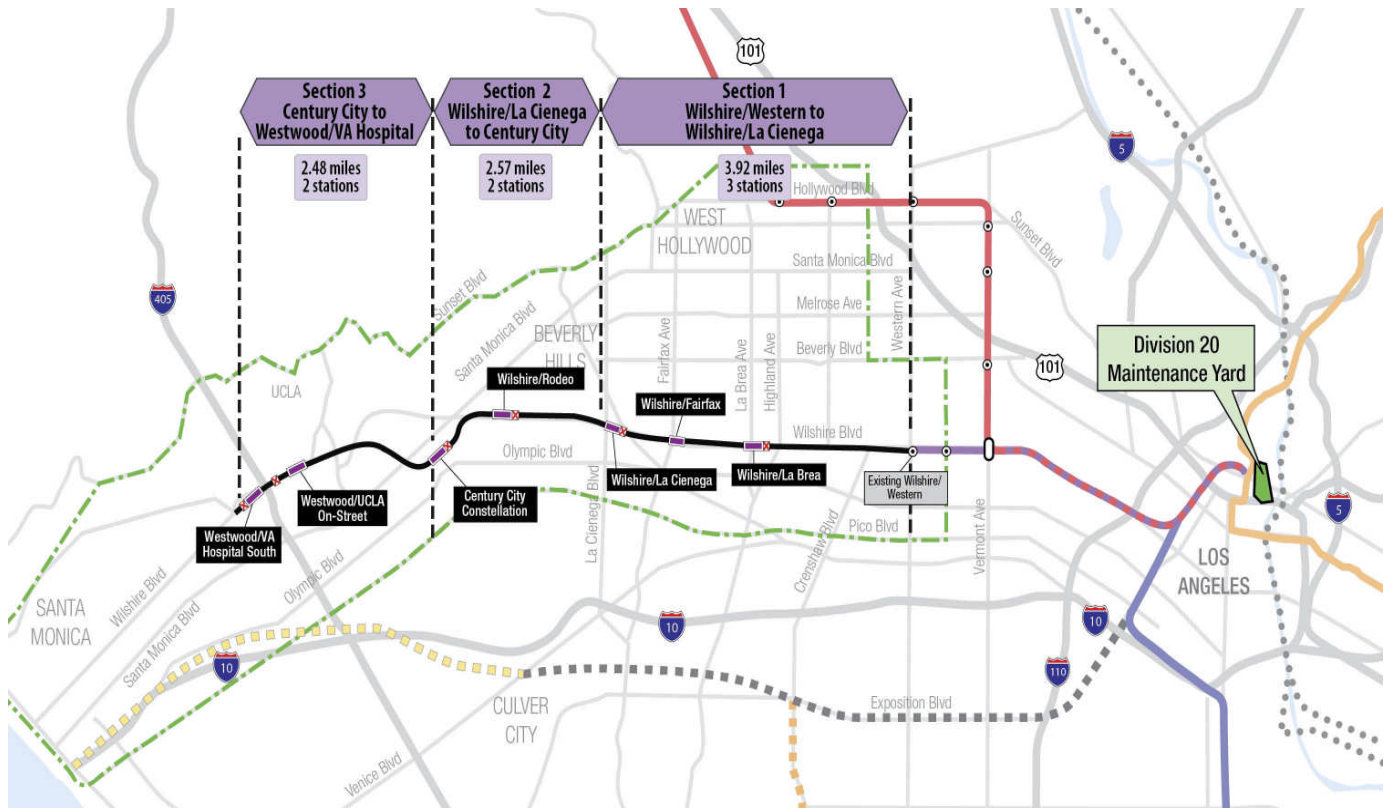 Section 3
Century City to
Westwood/VA Hospital
2.48 miles
2 stations
Section 2
Wilshire/La Cienega
to Century City
2.57 miles
2 stations
Section 1
Wilshire/Western to
Wilshire/La Cienega
3.92 miles
3 stations
101
5
Hollywood Blvd
WEST
HOLLYWOOD
Sunset Blvd
Santa Monica Blvd
405
Sunset Blvd
Melrose Ave
Western Ave
Santa Monica Blvd
BEVERLY
HILLS
Fairfax Ave
La Brea Ave
Highland Ave
Beverly Blvd
101
Division 20
Maintenance Yard
UCLA
Wilshire/Rodeo
Wilshire/Fairfax
Wilshire Blvd
Olympic Blvd
Wilshire/La Cienega
Wilshire/La Brea
Existing Wilshire/
Western
Westwood/UCLA
On-Street
Century City
Constellation
La Cienega Blvd
Westwood/VA
Hospital South
Crenshaw Blvd
Pico Blvd
Vermont Ave
5
LOS
ANGELES
Wilshire Blvd
Olympic Blvd
SANTA
MONICA
Santa Monica Blvd
10
10
10
110
CULVER
CITY
Exposition Blvd
Venice Blvd